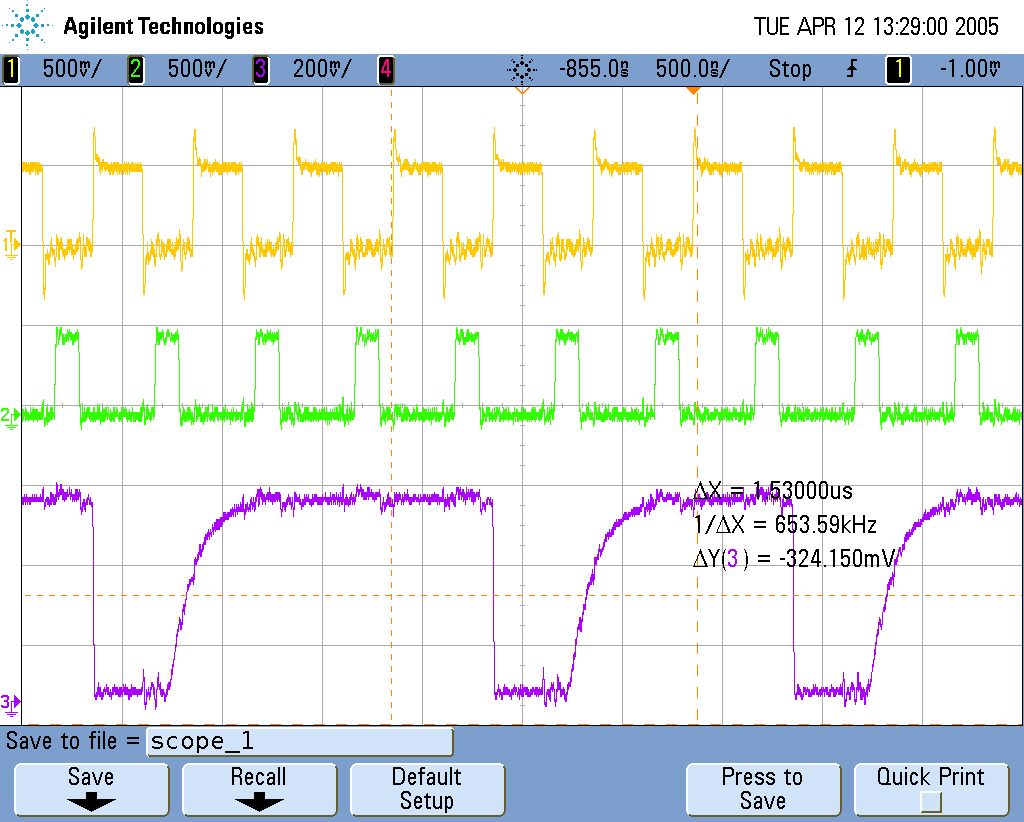 Agilent Technologies TUE APR 12 13:29:00 2005
1 500mV/ 2 500mV/ 3 200mV/ 4 -855.0ns 500.0ns/ Stop 1 -1.00mV
T
1
2
ΔX = 1.53000us
1/ΔX = 653.59kHz
ΔY(3) = -324.150mV
3
Save to file = scope_1
Save Recall Default Setup Press to Save Quick Print